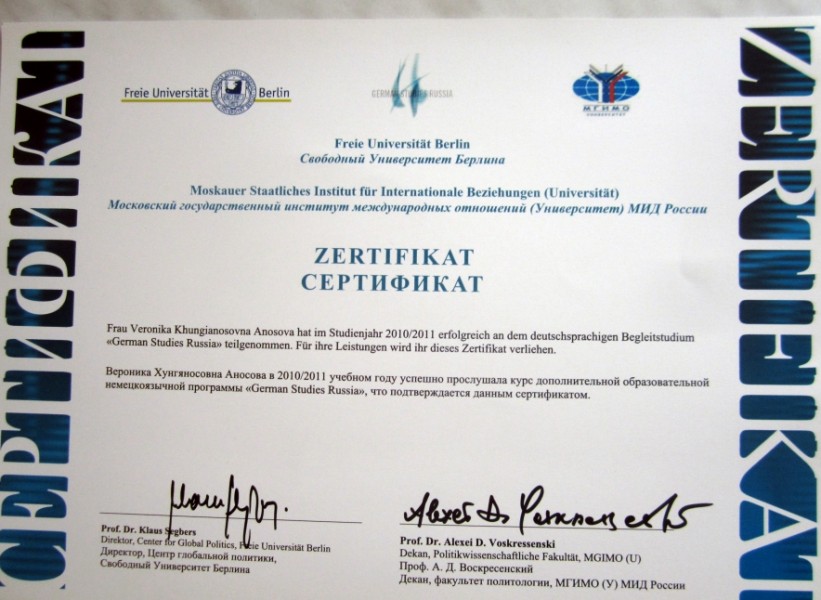 СЕРТИФИКАТ
ZERTIFIKAT
Freie Universität Berlin
GERMAN STUDIES RUSSIA
МГИМО
УНИВЕРСИТЕТ
Freie Universität Berlin
Свободный Университет Берлина
Moskauer Staatliches Institut für Internationale Beziehungen (Universität)
Московский государственный институт международных отношений (Университет) МИД России
ZERTIFIKAT
СЕРТИФИКАТ
Frau Veronika Khungianosovna Anosova hat im Studienjahr 2010/2011 erfolgreich an dem deutschsprachigen Begleitstudium
«German Studies Russia» teilgenommen. Für ihre Leistungen wird ihr dieses Zertifikat verliehen.
Вероника Хунгяносовна Аносова в 2010/2011 учебном году успешно прослушала курс дополнительной образовательной
немецкоязычной программы «German Studies Russia», что подтверждается данным сертификатом.
Prof. Dr. Klaus Segbers
Direktor, Center for Global Politics, Freie Universität Berlin
Директор, Центр глобальной политики,
Свободный Университет Берлина
Alexei D.
Prof. Dr. Alexei D. Voskressenski
Dekan, Politikwissenschaftliche Fakultät, MGIMO (U)
Проф. А. Д. Воскресенский
Декан, факультет политологии, МГИМО (У) МИД России